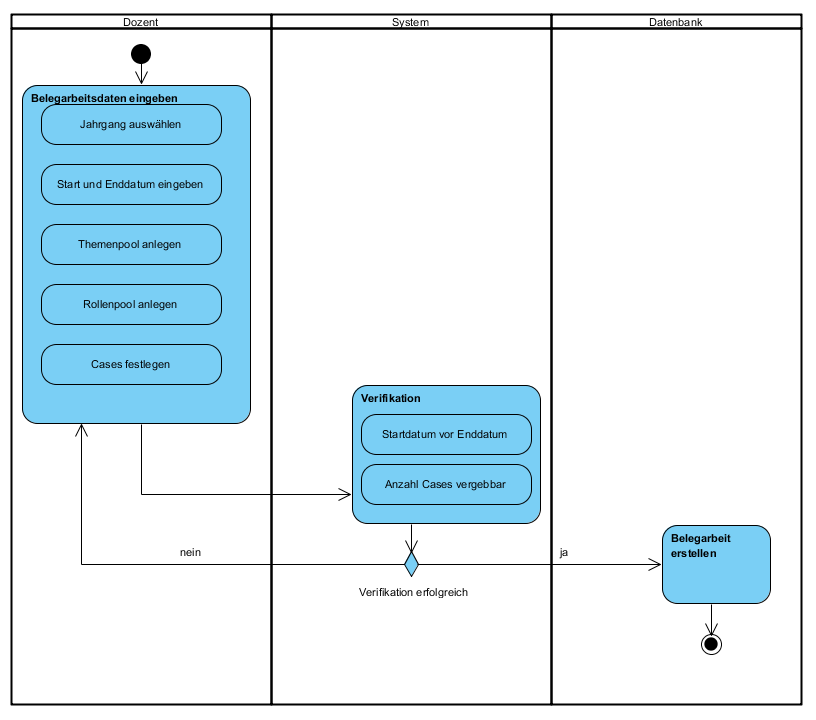 Dozent
System
Datenbank
Belegarbeitsdaten eingeben
Jahrgang auswählen
Start und Enddatum eingeben
Themenpool anlegen
Rollenpool anlegen
Cases festlegen
Verifikation
Startdatum vor Enddatum
Anzahl Cases vergebbar
Belegarbeit
erstellen
nein
ja
Verifikation erfolgreich